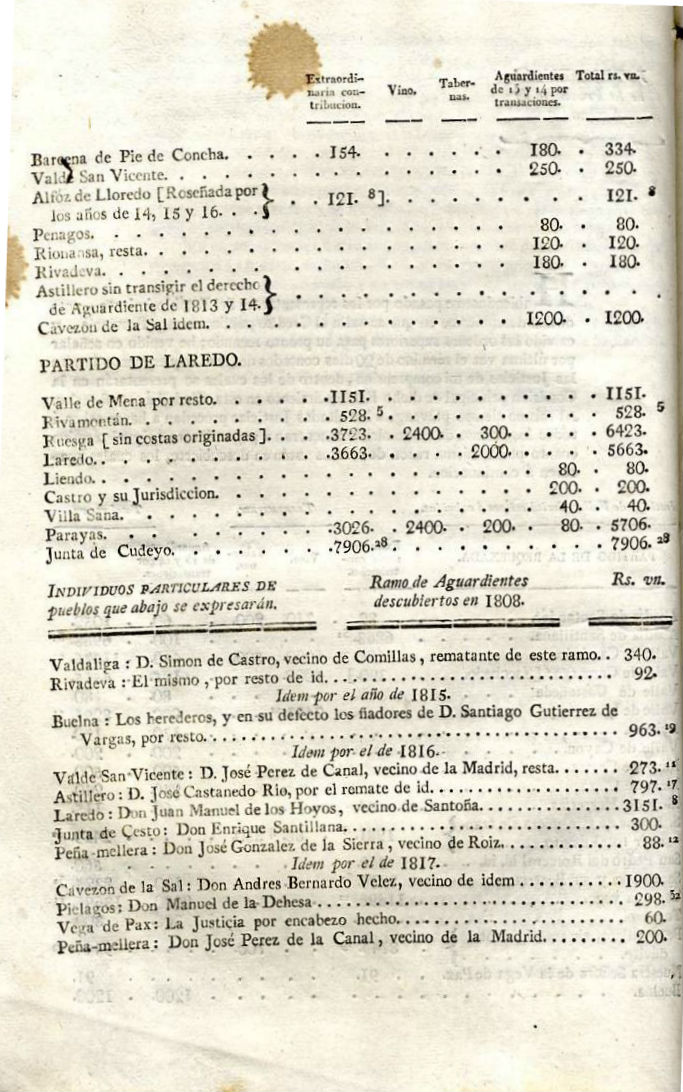 Extraordinaria contribucion. Vino. Tabernas. Aguardientes de 13 y 14 por transaciones. Total rs. vn.
Barcena de Pie de Concha. . . . . . 154. . . . . . . 180. . 334.
Valde San Vicente. . . . . . . . . . . . . . 250. . 250.
Alfoz de Lloredo [Roseñada por
los años de 14, 15 y 16. . . } . . 121. 8]. . . . . . . . 121. 8
Penagos. . . . . . . . . . . . . . . 80. . 80.
Rionansa, resta. . . . . . . . . . . . . . 120. . 120.
Rivadeva. . . . . . . . . . . . . . . 180. . 180.
Astillero sin transigir el derecho
de Aguardiente de 1813 y 14. } . . . . . . . . . . . .
Cavezon de la Sal idem. . . . . . . . . . . . 1200. . 1200.
PARTIDO DE LAREDO.
Valle de Mena por resto. . . . . . .1151. . . . . . . . . . 1151.
Rivamontán. . . . . . . . . . 528. 5 . . . . . . . . . 528. 5
Ruesga [ sin costas originadas ]. . . .3723. . 2400. . 300. . . . . 6423.
Laredo. . . . . . . . . . . .3663. . . . . 2000. . . . . 5663.
Liendo. . . . . . . . . . . . . . . . 80. . 80.
Castro y su Jurisdiccion. . . . . . . . . . . . 200. . 200.
Villa Sana. . . . . . . . . . . . . . . 40. . 40.
Parayas. . . . . . . . . . .3026. . 2400. . 200. . 80. . 5706.
Junta de Cudeyo. . . . . . . . .7906. 28 . . . . . . . . 7906. 28
INDIVIDUOS PARTICULARES DE Ramo de Aguardientes Rs. vn.
pueblos que abajo se expresarán. descubiertos en 1808.
Valdaliga : D. Simon de Castro, vecino de Comillas, rematante de este ramo. . 340.
Rivadeva : El mismo , por resto de id. . . . . . . . . . . . . . . 92.
Idem por el año de 1815.
Buelna : Los herederos, y en su defecto los fiadores de D. Santiago Gutierrez de
Vargas, por resto. . . . . . . . . . . . . . . . . . 963. 19
Idem por el de 1816.
Valde San Vicente : D. José Perez de Canal, vecino de la Madrid, resta. . . . . . . 273. 11
Astillero : D. José Castanedo Rio, por el remate de id. . . . . . . . . . 797. 17
Laredo : Don Juan Manuel de los Hoyos, vecino de Santoña. . . . . . . . 3151. 8
Junta de Cesto: Don Enrique Santillana. . . . . . . . . . . . . . 300.
Peña-mellera : Don José Gonzalez de la Sierra , vecino de Roiz. . . . . . . . 88. 12
Idem por el de 1817.
Cavezon de la Sal : Don Andres Bernardo Velez, vecino de idem . . . . . . . . 1900.
Pielagos: Don Manuel de la Dehesa. . . . . . . . . . . . . . 298. 32
Vega de Pax: La Justicia por encabezo hecho. . . . . . . . . . . . 60.
Peña-mellera: Don José Perez de la Canal , vecino de la Madrid. . . . . . . 200.